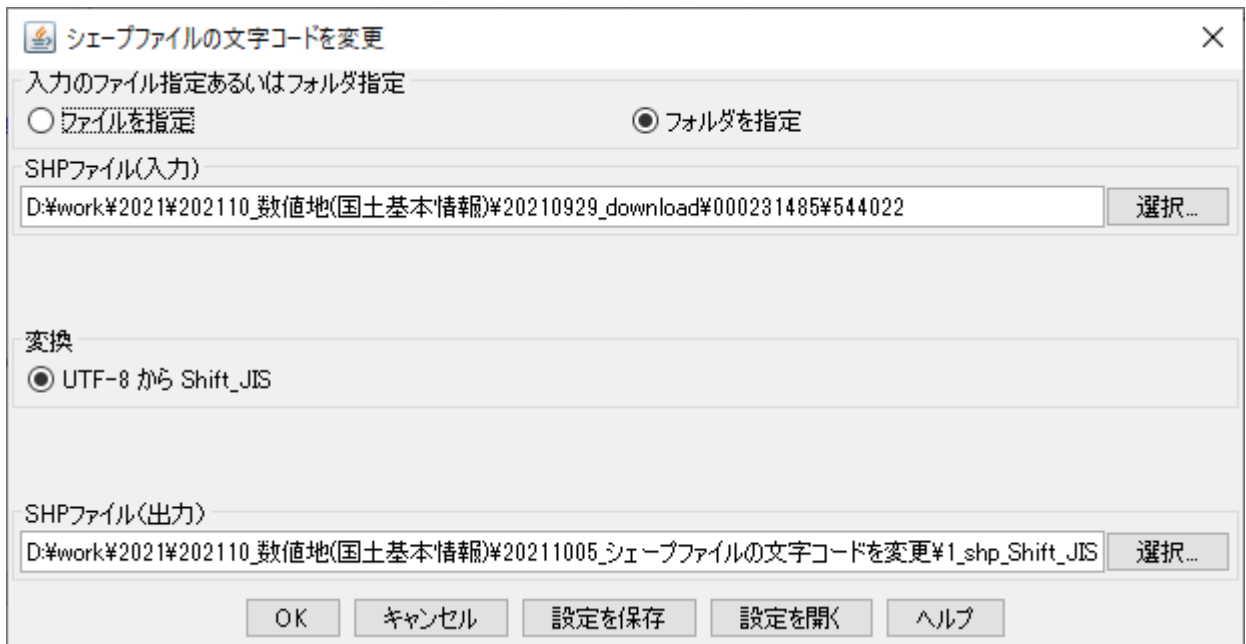 シェープファイルの文字コードを変更
入力のファイル指定あるいはフォルダ指定
ファイルを指定 フォルダを指定
SHPファイル(入力)
D:¥work¥2021¥202110_数値地(国土基本情報)¥20210929_download¥000231485¥544022 選択...
変換
UTF-8 から Shift_JIS
SHPファイル(出力)
D:¥work¥2021¥202110_数値地(国土基本情報)¥20211005_シェープファイルの文字コードを変更¥1_shp_Shift_JIS 選択...
OK キャンセル 設定を保存 設定を開く ヘルプ